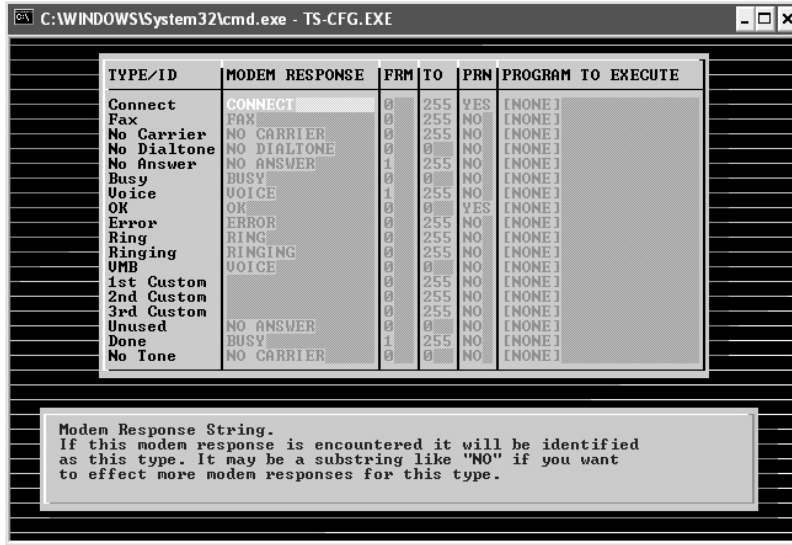 C:\WINDOWS\System32\cmd.exe - TS-CFG.EXE
TYPE/ID MODEM RESPONSE FRM TO PRN PROGRAM TO EXECUTE
Connect CONNECT 0 255 YES [NONE]
Fax FAX 0 255 NO [NONE]
No Carrier NO CARRIER 0 255 NO [NONE]
No Dialtone NO DIALTONE 0 0 NO [NONE]
No Answer NO ANSWER 1 255 NO [NONE]
Busy BUSY 0 0 NO [NONE]
Voice VOICE 1 255 NO [NONE]
OK OK 0 0 YES [NONE]
Error ERROR 0 255 NO [NONE]
Ring RING 0 255 NO [NONE]
Ringing RINGING 0 255 NO [NONE]
VMB VOICE 0 0 NO [NONE]
1st Custom 0 255 NO [NONE]
2nd Custom 0 255 NO [NONE]
3rd Custom 0 255 NO [NONE]
Unused NO ANSWER 0 0 NO [NONE]
Done BUSY 1 255 NO [NONE]
No Tone NO CARRIER 0 0 NO [NONE]
Modem Response String.
If this modem response is encountered it will be identified
as this type. It may be a substring like "NO" if you want
to effect more modem responses for this type.